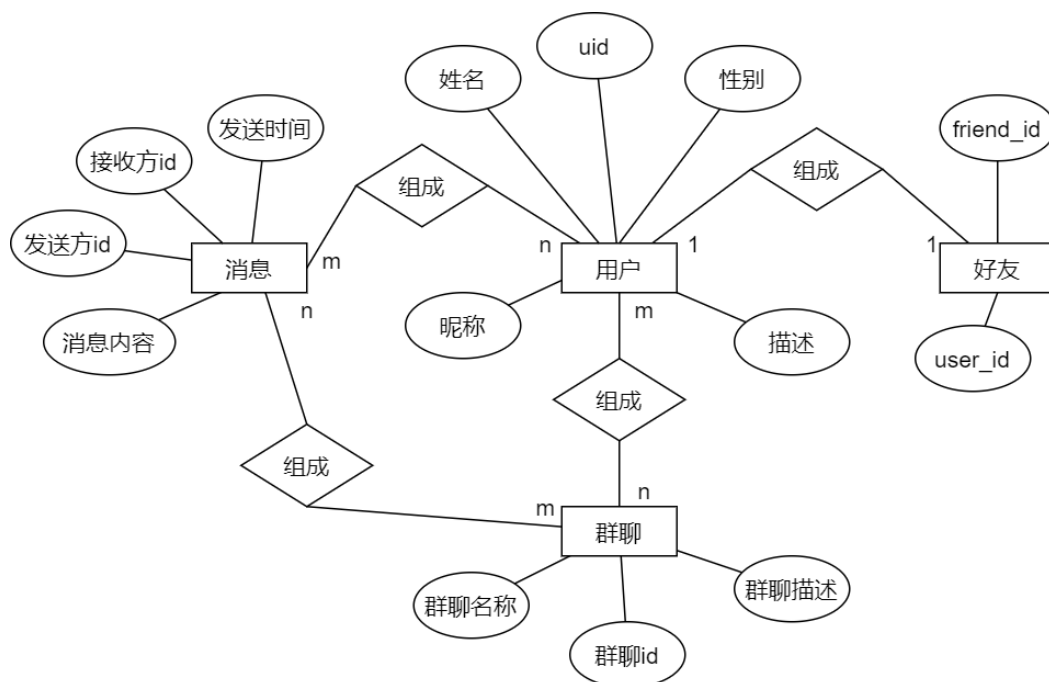 uid
姓名
性别
发送时间
friend_id
接收方id
组成
组成
发送方id
消息
m
n
用户
1
1
好友
n
m
消息内容
昵称
描述
user_id
组成
组成
m
n
群聊
群聊名称
群聊描述
群聊id